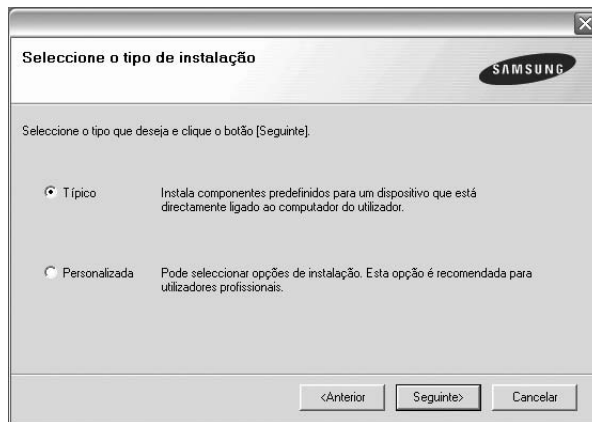 Seleccione o tipo de instalação
SAMSUNG
Seleccione o tipo que deseja e clique o botão [Seguinte].
Típico
Instala componentes predefinidos para um dispositivo que está
directamente ligado ao computador do utilizador.
Personalizada
Pode seleccionar opções de instalação. Esta opção é recomendada para
utilizadores profissionais.
<Anterior
Seguinte>
Cancelar